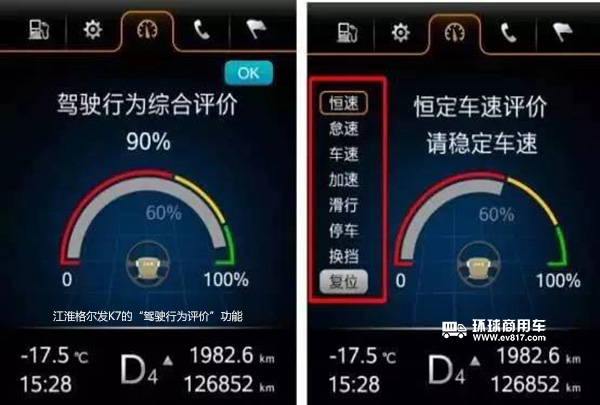 OK
驾驶行为综合评价
90%
60%
0
100%
江淮格尔发K7的“驾驶行为评价”功能
-17.5℃
D4
1982.6 km
15:28
126852 km
恒速
怠速
车速
加速
滑行
停车
换挡
复位
恒定车速评价
请稳定车速
60%
0
100%
环球商用车
www.ev817.com
-17.5℃
D4
1982.6 km
15:28
126852 km